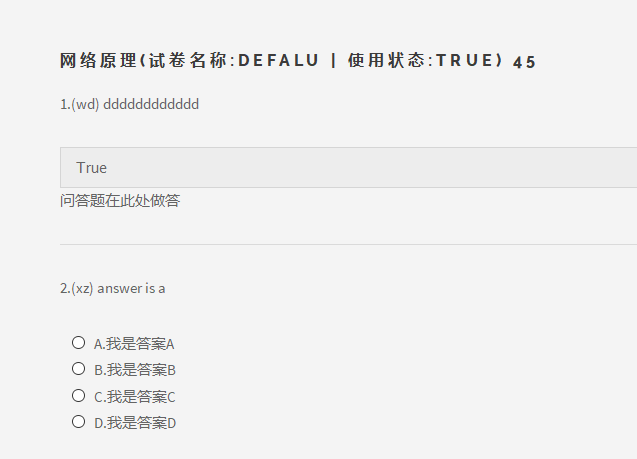 网络原理(试卷名称:DEFALU | 使用状态:TRUE) 45
1.(wd) dddddddddddd
True
问答题在此处做答
2.(xz) answer is a
A.我是答案A
B.我是答案B
C.我是答案C
D.我是答案D